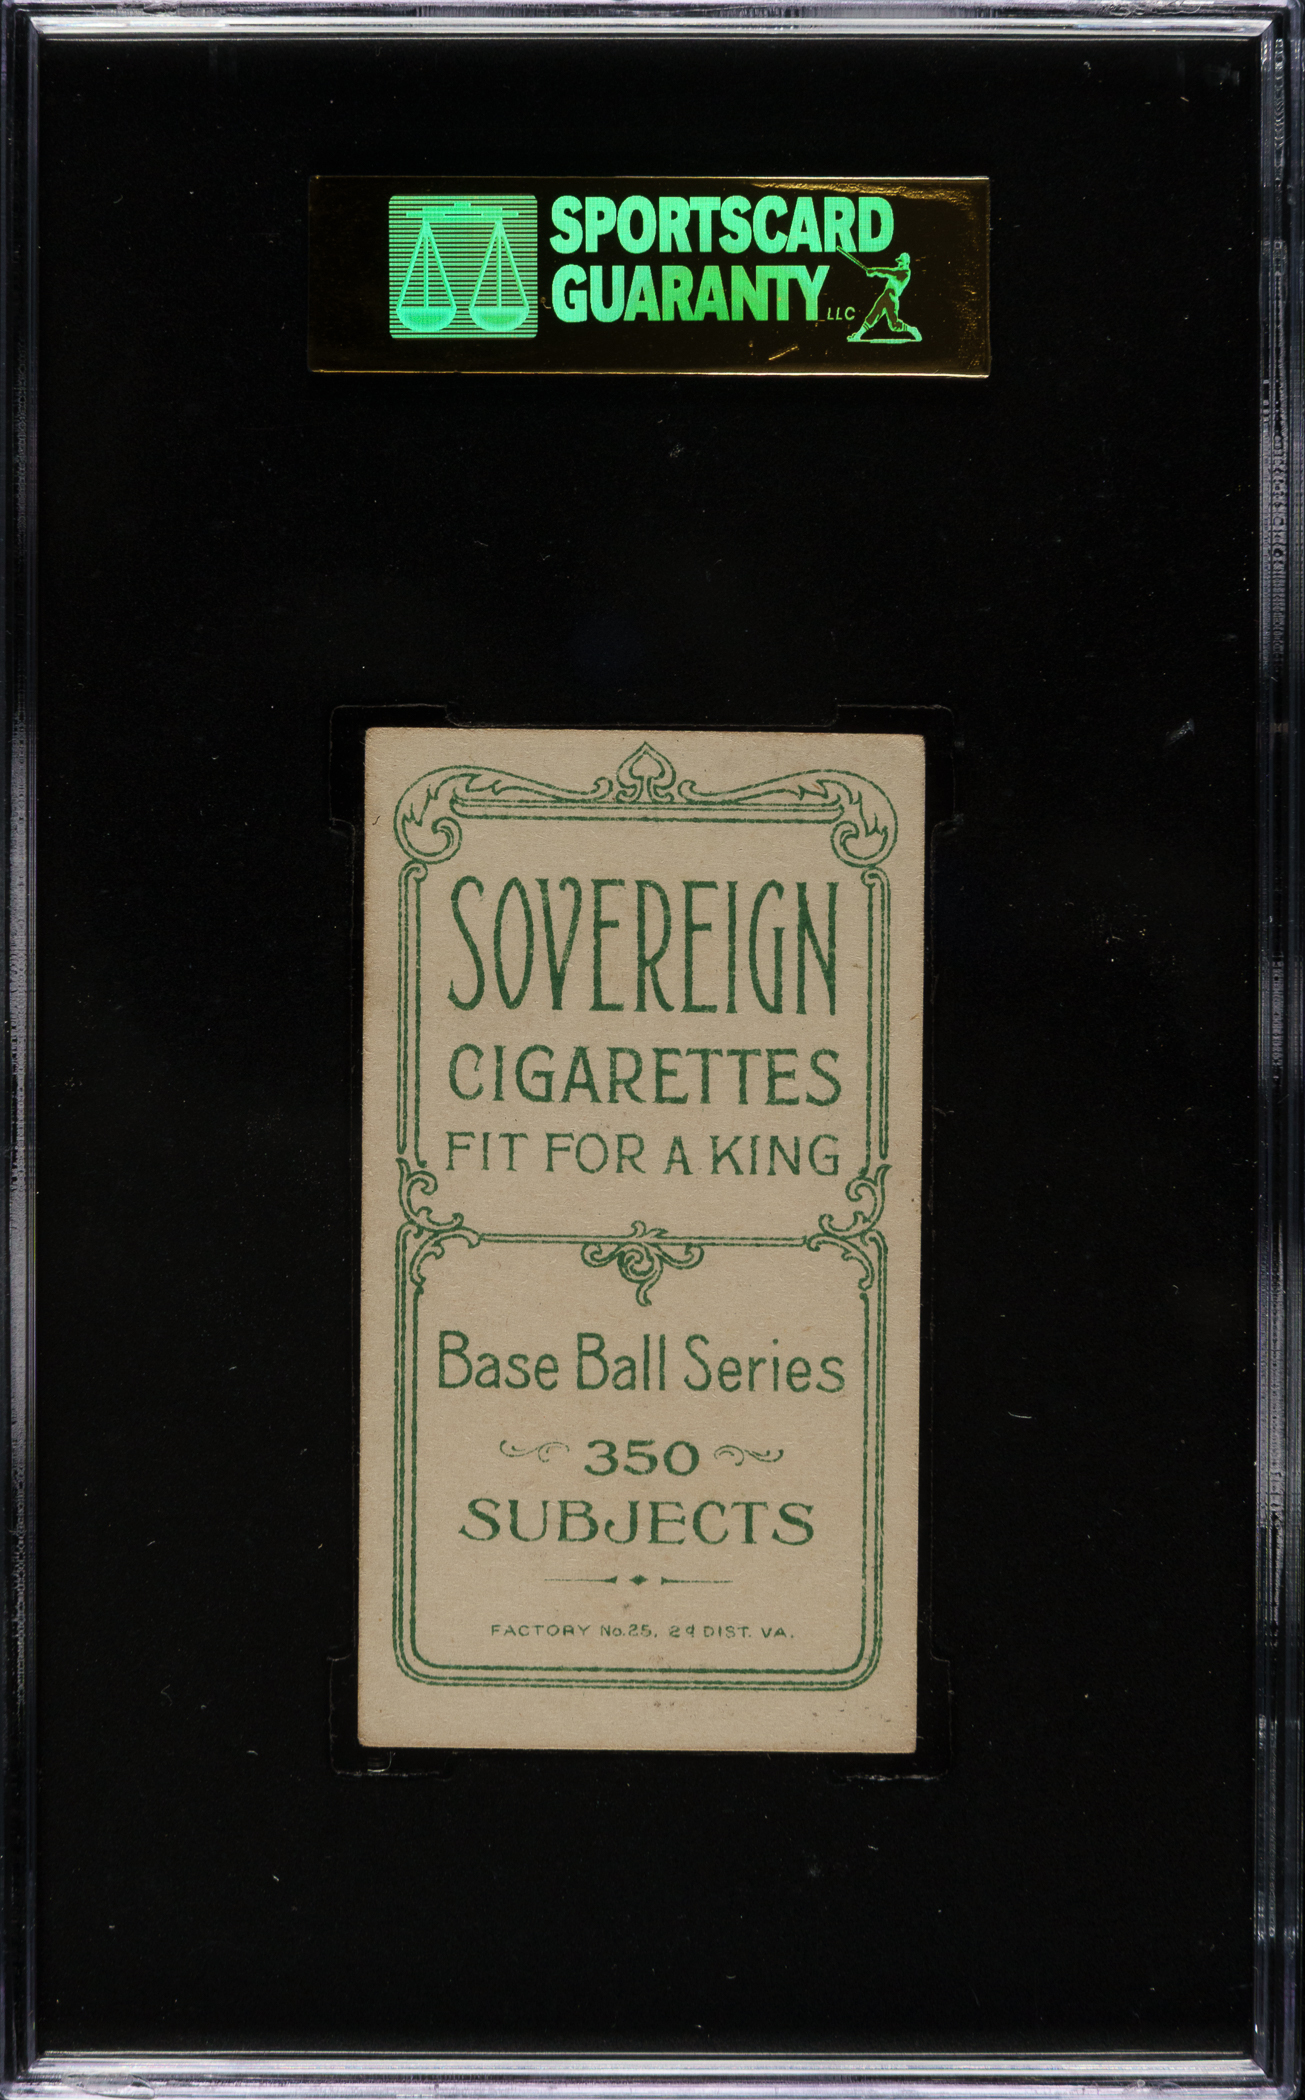 SPORTSCARD
GUARANTY LLC
SOVEREIGN
CIGARETTES
FIT FOR A KING
Base Ball Series
350
SUBJECTS
FACTORY No. 25, 2d DIST. VA.